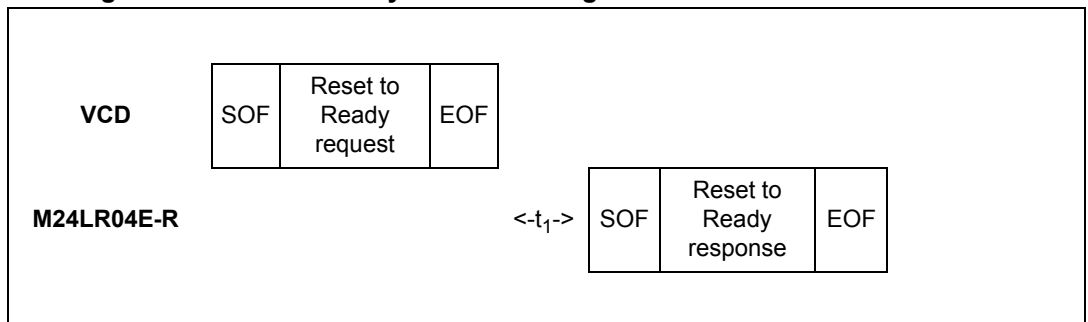 VCD
SOF
Reset to
Ready
request
EOF
M24LR04E-R
<-t1->
SOF
Reset to
Ready
response
EOF